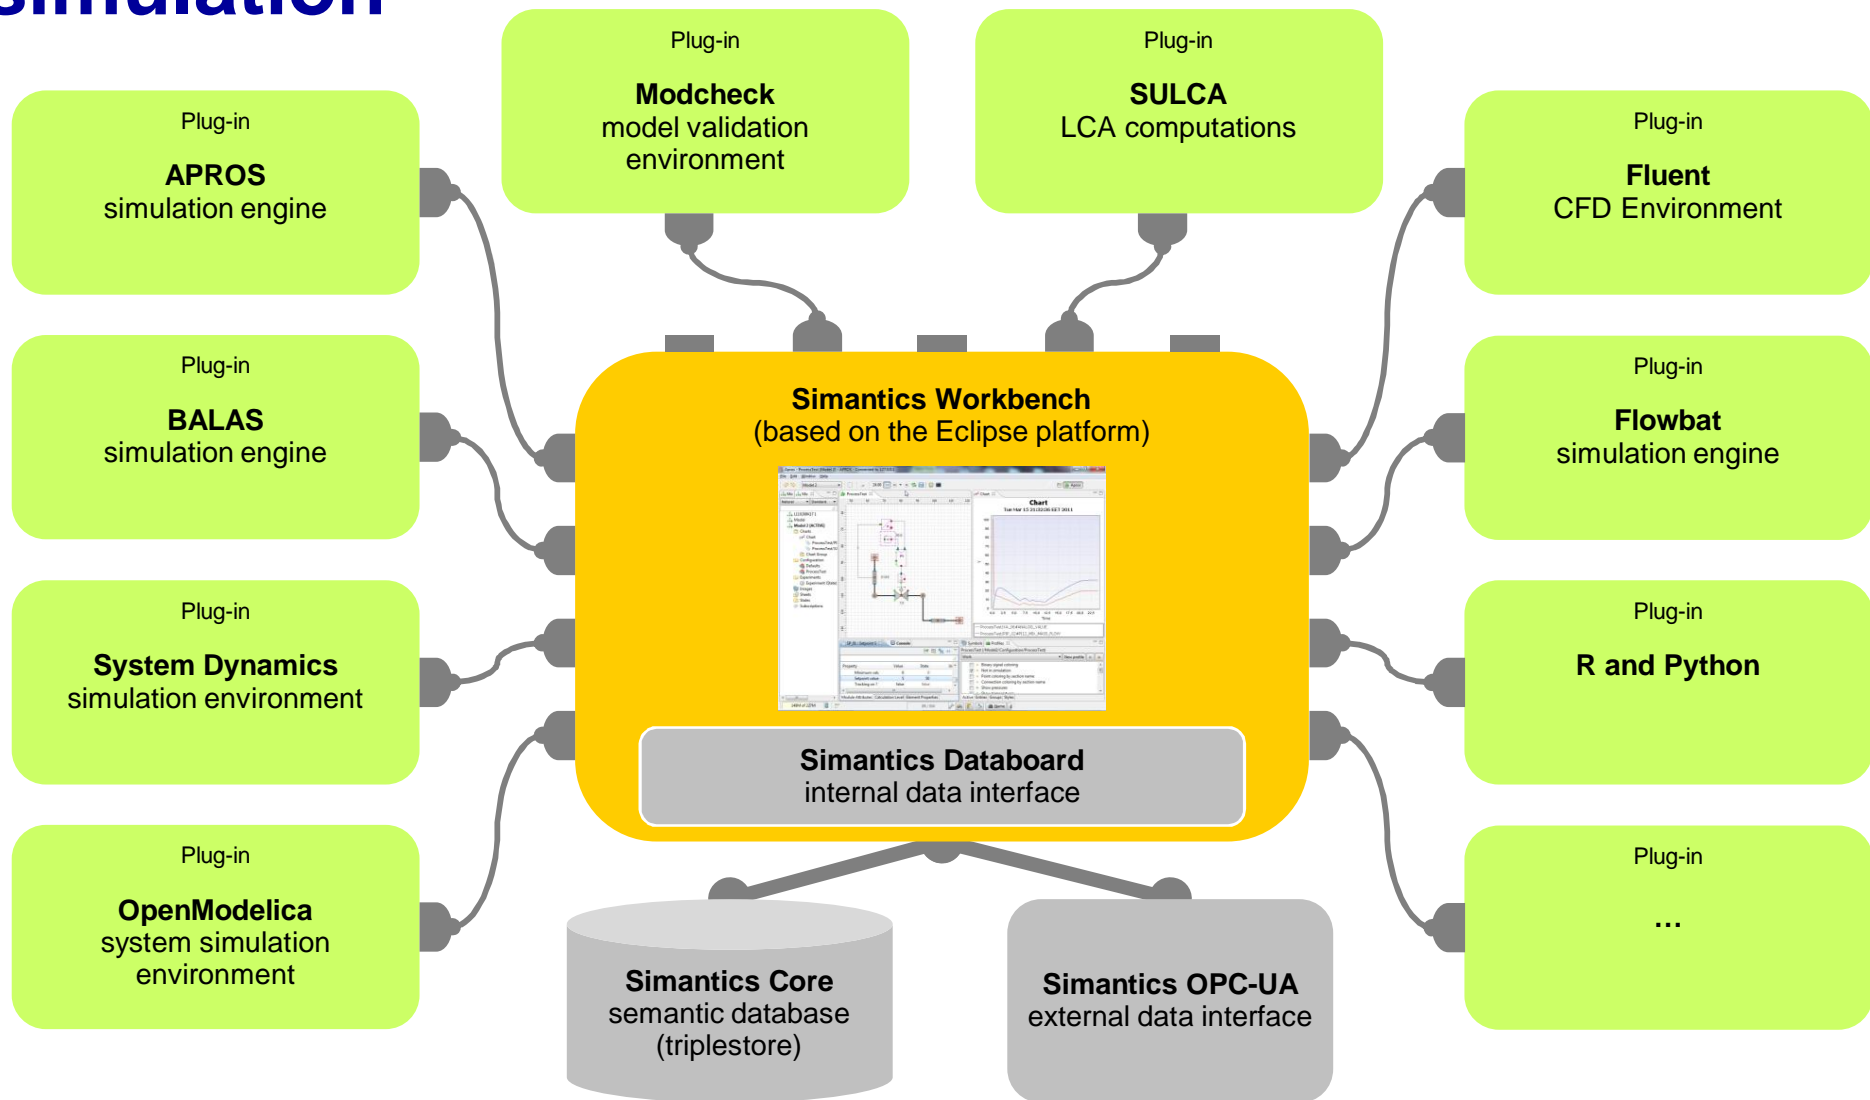 simulation
Plug-in
Modcheck
model validation
environment
Plug-in
SULCA
LCA computations
Plug-in
APROS
simulation engine
Plug-in
Fluent
CFD Environment
Plug-in
BALAS
simulation engine
Plug-in
Flowbat
simulation engine
Simantics Workbench
(based on the Eclipse platform)
Chart
Plug-in
System Dynamics
simulation environment
Plug-in
R and Python
Simantics Databoard
internal data interface
Plug-in
OpenModelica
system simulation
environment
Plug-in
...
Simantics Core
semantic database
(triplestore)
Simantics OPC-UA
external data interface